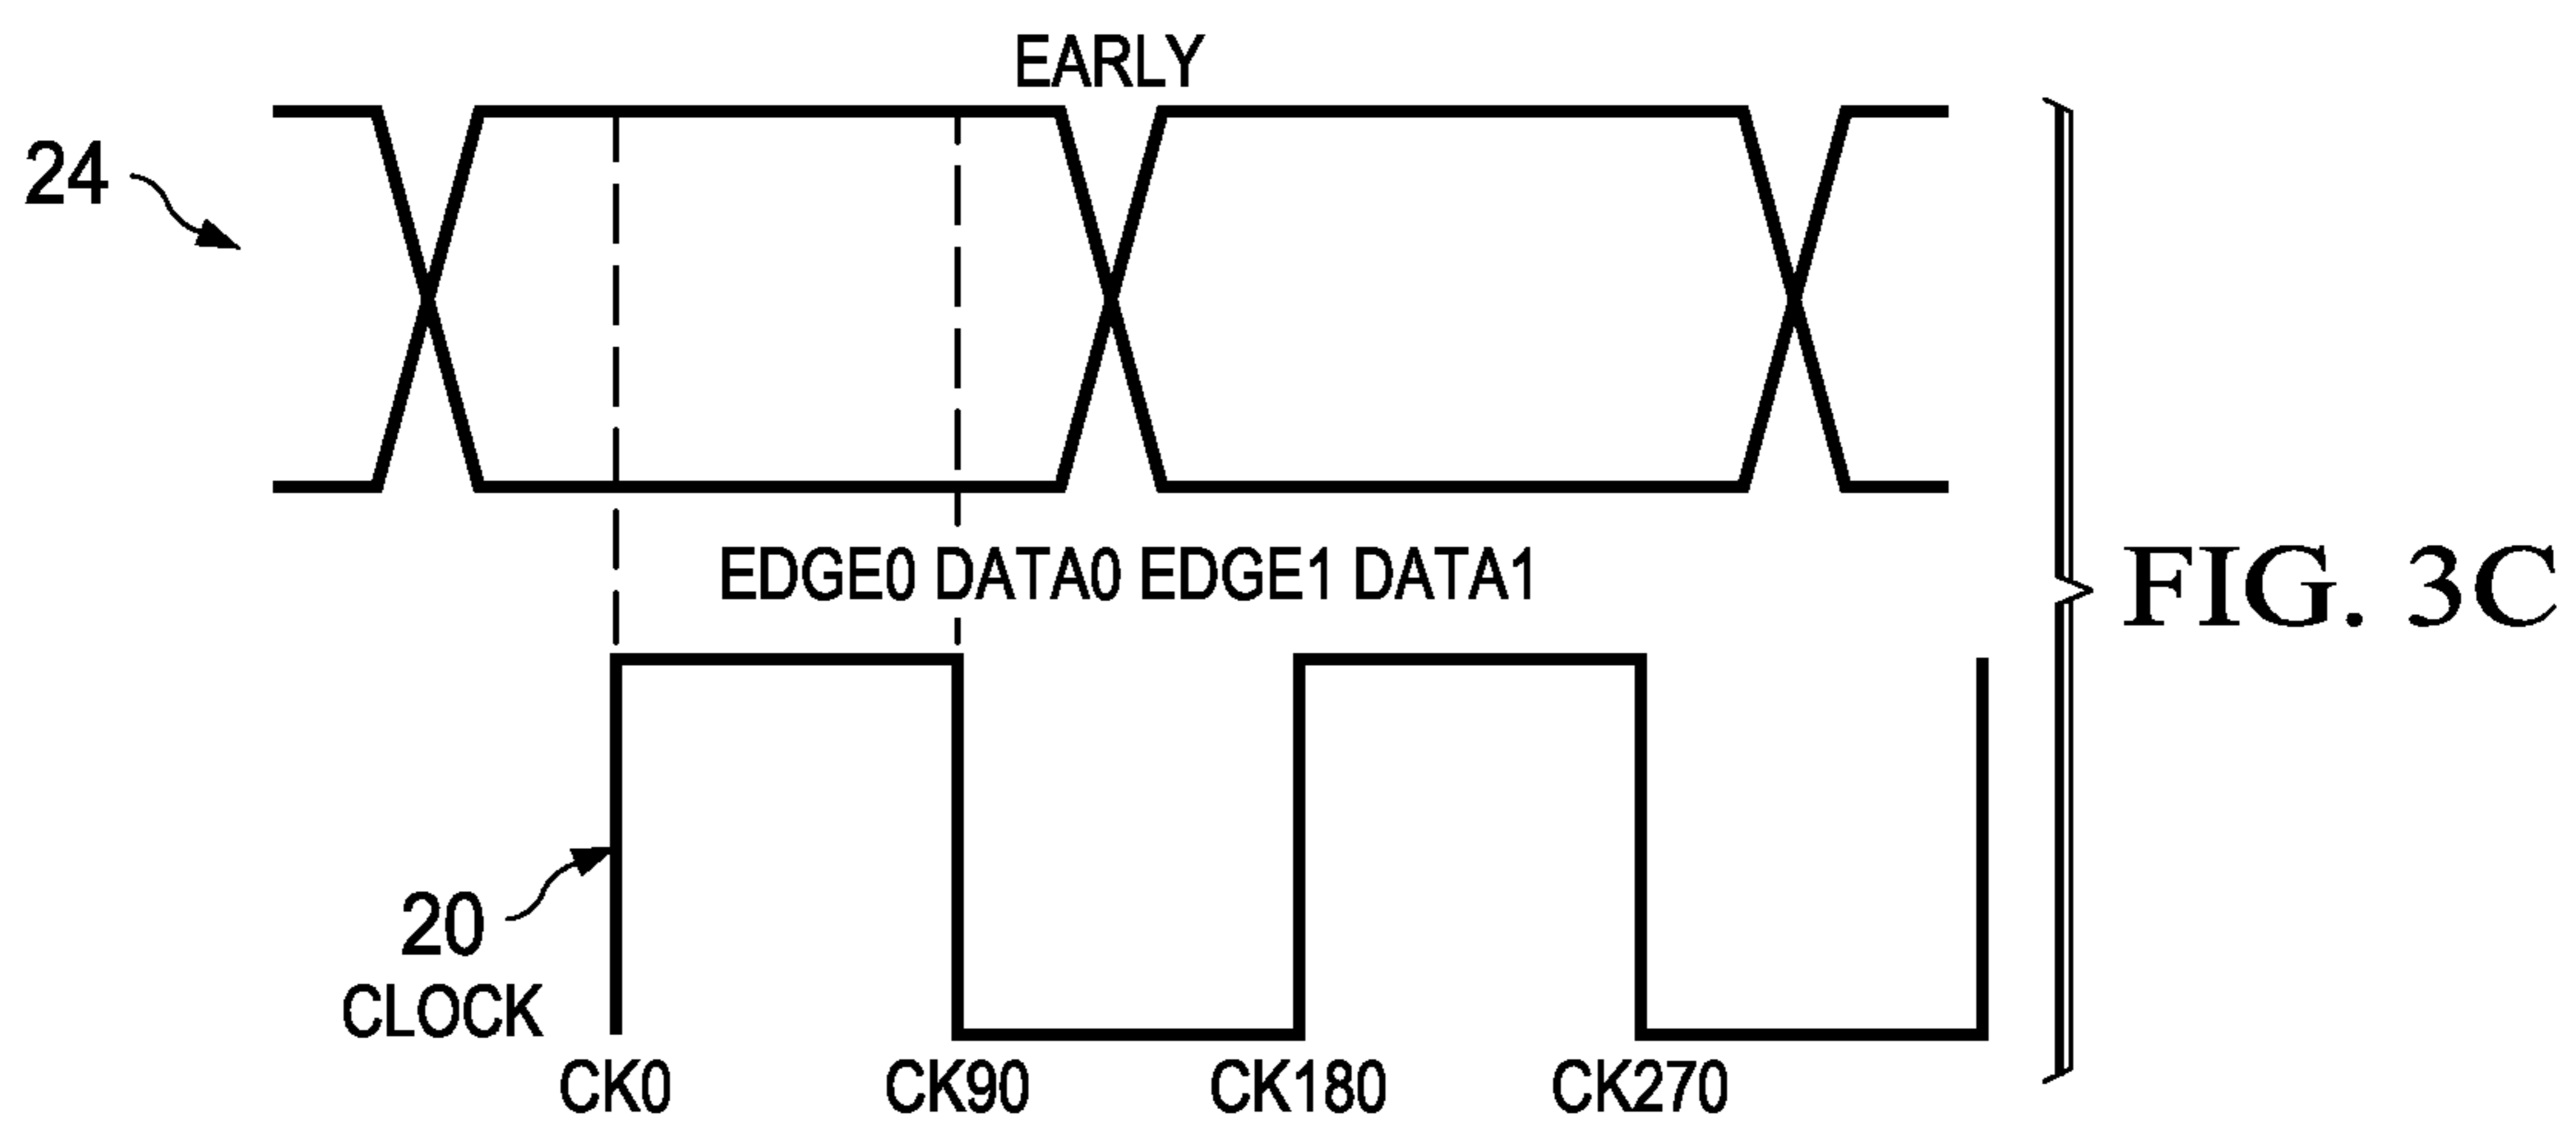 EARLY
24
EDGE0 DATA0 EDGE1 DATA1
FIG. 3C
20
CLOCK
CK0 CK90 CK180 CK270